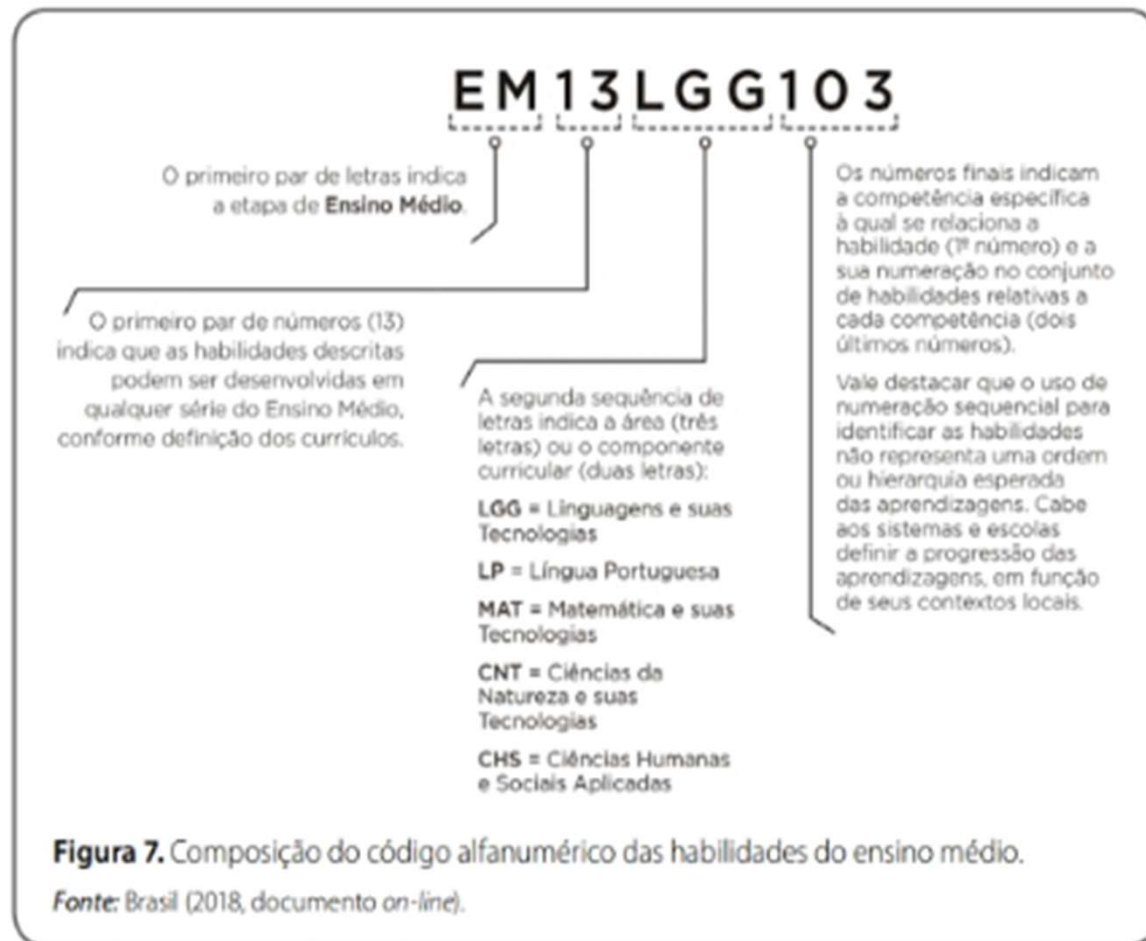 EM13LGG103
O primeiro par de letras indica
a etapa de Ensino Médio.
O primeiro par de números (13)
indica que as habilidades descritas
podem ser desenvolvidas em
qualquer série do Ensino Médio,
conforme definição dos currículos.
A segunda sequência de
letras indica a área (três
letras) ou o componente
curricular (duas letras):
LGG = Linguagens e suas
Tecnologias
LP = Língua Portuguesa
MAT = Matemática e suas
Tecnologias
CNT = Ciências da
Natureza e suas
Tecnologias
CHS = Ciências Humanas
e Sociais Aplicadas
Os números finais indicam
a competência específica
à qual se relaciona a
habilidade (1º número) e a
sua numeração no conjunto
de habilidades relativas a
cada competência (dois
últimos números).
Vale destacar que o uso de
numeração sequencial para
identificar as habilidades
não representa uma ordem
ou hierarquia esperada
das aprendizagens. Cabe
aos sistemas e escolas
definir a progressão das
aprendizagens, em função
de seus contextos locais.
Figura 7. Composição do código alfanumérico das habilidades do ensino médio.
Fonte: Brasil (2018, documento on-line).